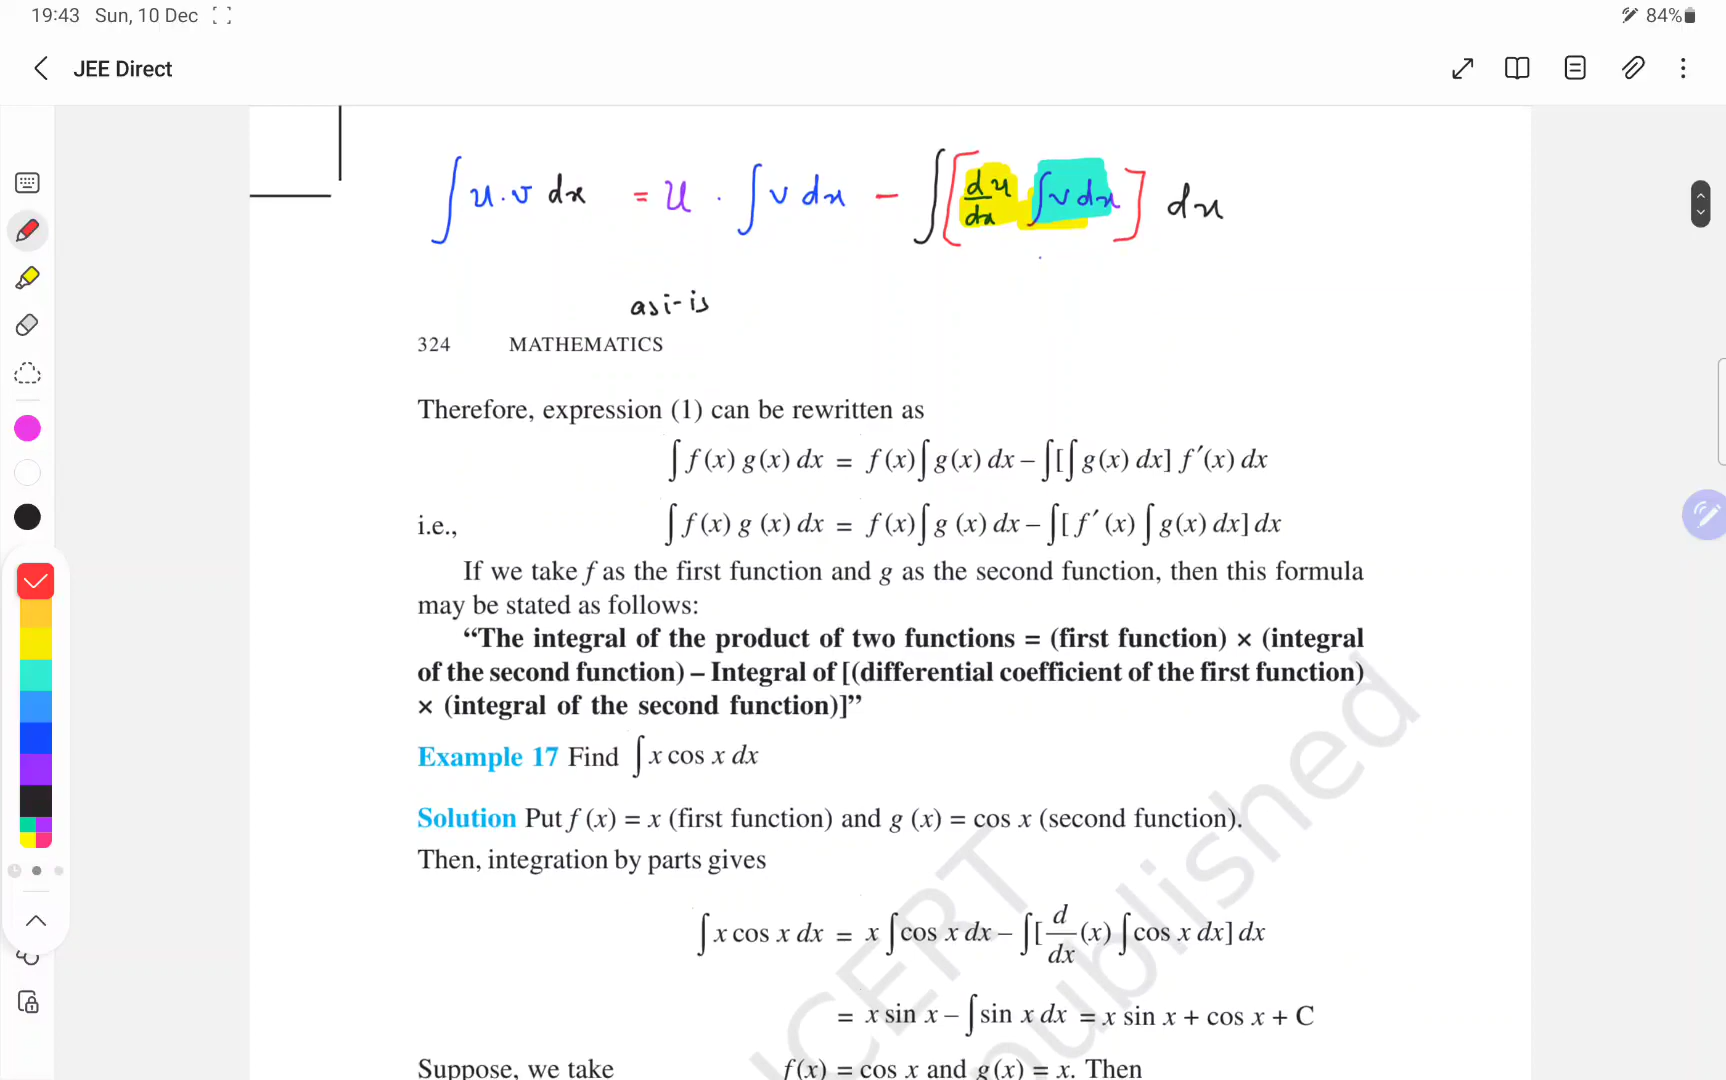 19:43 Sun, 10 Dec 84%
JEE Direct
∫ u.v dx = u . ∫ v dx - ∫ [ du/dx ∫ v dx ] dx
asi-is
324 MATHEMATICS
Therefore, expression (1) can be rewritten as
∫ f (x) g(x) dx = f (x) ∫ g(x) dx – ∫ [ ∫ g(x) dx] f ′(x) dx
i.e., ∫ f (x) g (x) dx = f (x) ∫ g (x) dx – ∫ [ f ′ (x) ∫ g(x) dx] dx
If we take f as the first function and g as the second function, then this formula
may be stated as follows:
“The integral of the product of two functions = (first function) × (integral
of the second function) – Integral of [(differential coefficient of the first function)
× (integral of the second function)]”
Example 17 Find ∫ x cos x dx
Solution Put f (x) = x (first function) and g (x) = cos x (second function).
Then, integration by parts gives
∫ x cos x dx = x ∫ cos x dx – ∫ [ d/dx (x) ∫ cos x dx] dx
= x sin x – ∫ sin x dx = x sin x + cos x + C
Suppose, we take f(x) = cos x and g(x) = x. Then